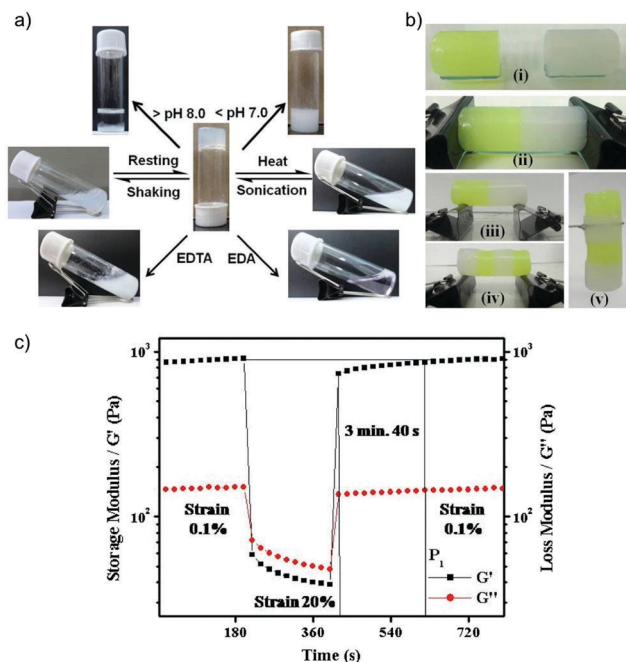 a)
> pH 8.0
< pH 7.0
Resting
Shaking
Heat
Sonication
EDTA
EDA
b)
(i)
(ii)
(iii)
(iv)
(v)
c)
Storage Modulus / G' (Pa)
10³
10²
Strain
0.1%
Strain 20%
3 min. 40 s
Strain
0.1%
P₁
G'
G''
10³
10²
Loss Modulus / G'' (Pa)
180 360 540 720
Time (s)